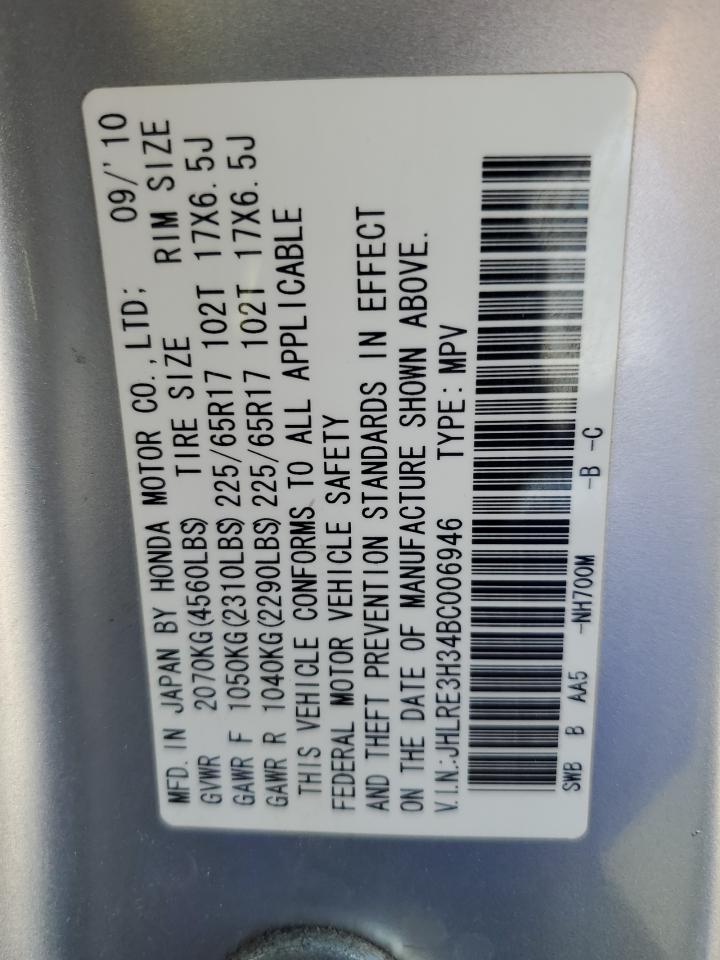 MFD. IN JAPAN BY HONDA MOTOR CO.,LTD; 09/'10
GVWR 2070KG(4560LBS) TIRE SIZE RIM SIZE
GAWR F 1050KG(2310LBS) 225/65R17 102T 17X6.5J
GAWR R 1040KG(2290LBS) 225/65R17 102T 17X6.5J
THIS VEHICLE CONFORMS TO ALL APPLICABLE
FEDERAL MOTOR VEHICLE SAFETY
AND THEFT PREVENTION STANDARDS IN EFFECT
ON THE DATE OF MANUFACTURE SHOWN ABOVE.
V.I.N.:JHLRE3H34BC006946 TYPE: MPV
SWB B AA5 -NH700M -B -C